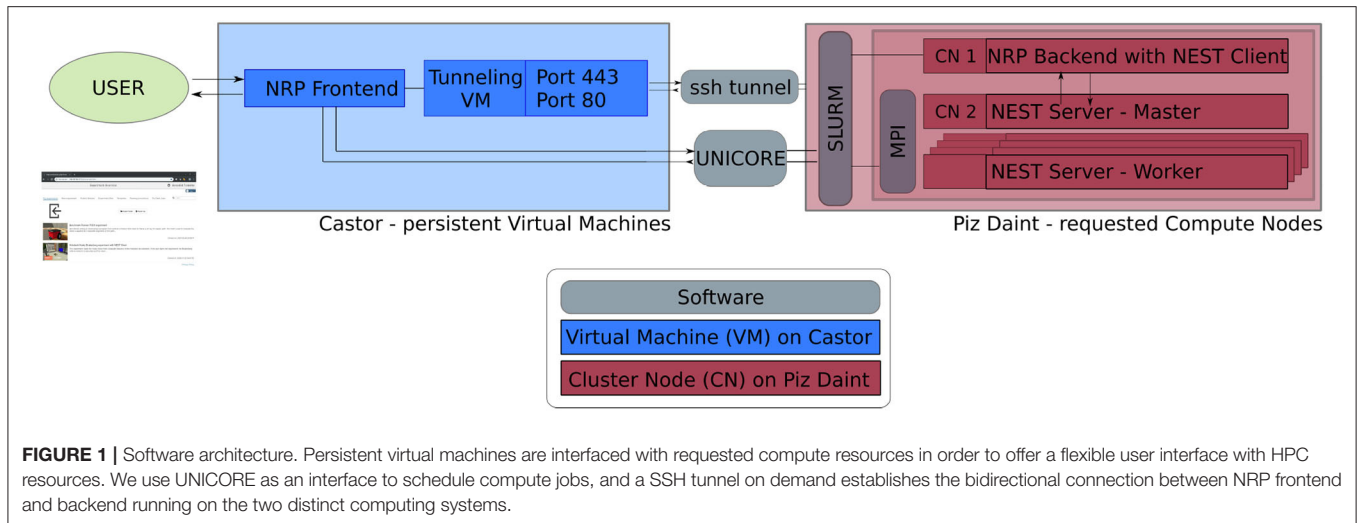 USER
NRP Frontend
Tunneling
VM
Port 443
Port 80
ssh tunnel
UNICORE
SLURM
MPI
CN 1
NRP Backend with NEST Client
CN 2
NEST Server - Master
NEST Server - Worker
Castor - persistent Virtual Machines
Piz Daint - requested Compute Nodes
Software
Virtual Machine (VM) on Castor
Cluster Node (CN) on Piz Daint
FIGURE 1 | Software architecture. Persistent virtual machines are interfaced with requested compute resources in order to offer a flexible user interface with HPC
resources. We use UNICORE as an interface to schedule compute jobs, and a SSH tunnel on demand establishes the bidirectional connection between NRP frontend
and backend running on the two distinct computing systems.